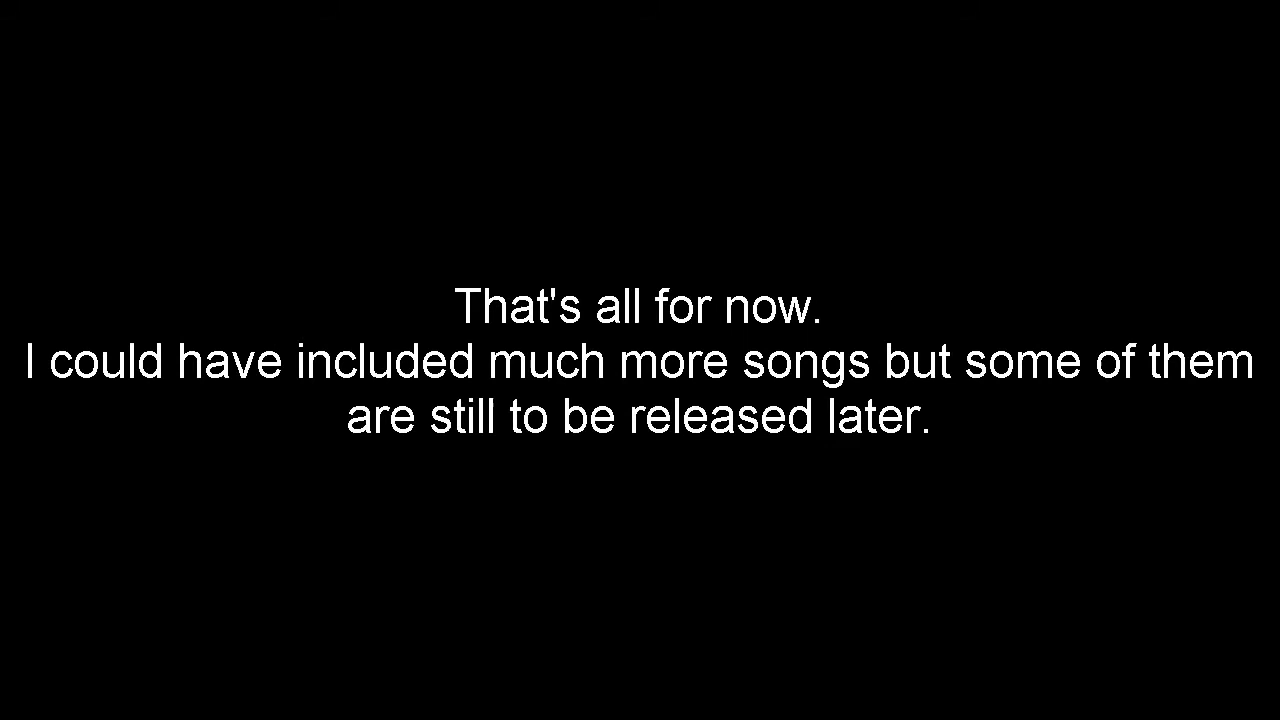 That's all for now.
I could have included much more songs but some of them
are still to be released later.